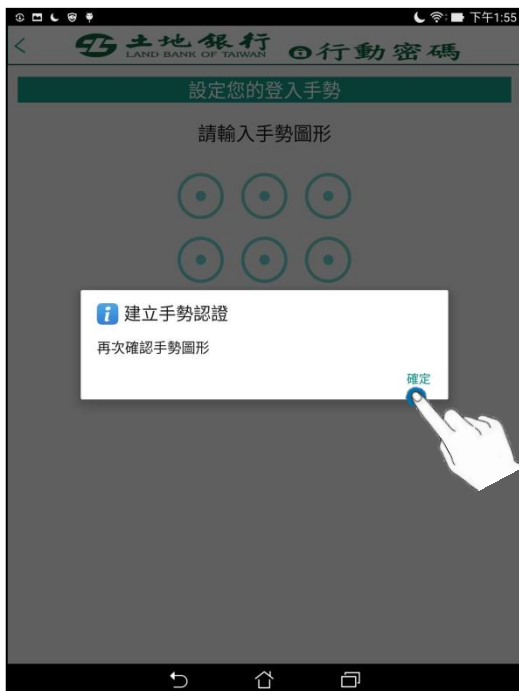 下午1:55
土地銀行
LAND BANK OF TAIWAN
行動密碼
設定您的登入手勢
請輸入手勢圖形
建立手勢認證
再次確認手勢圖形
確定